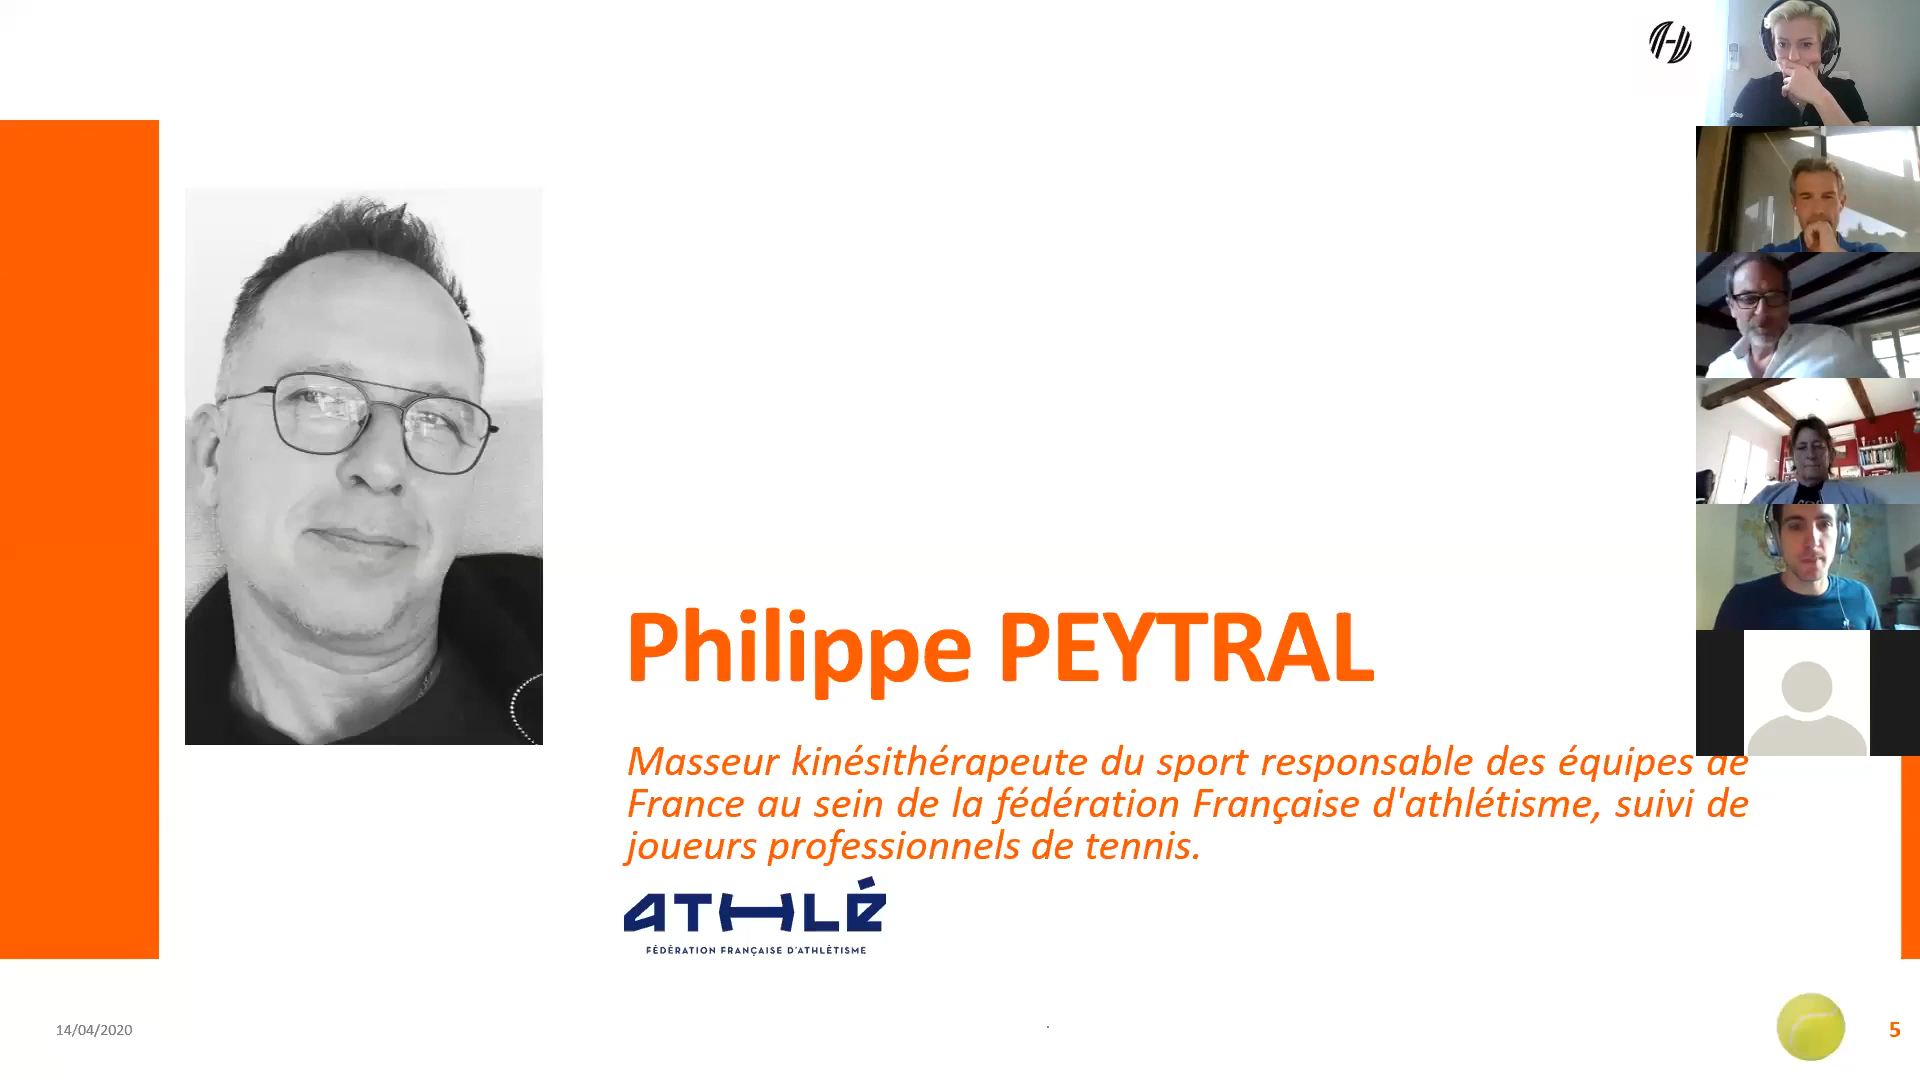 Philippe PEYTRAL
Masseur kinésithérapeute du sport responsable des équipes de
France au sein de la fédération Française d'athlétisme, suivi de
joueurs professionnels de tennis.
ATHLÉ
FÉDÉRATION FRANÇAISE D'ATHLÉTISME
14/04/2020
5